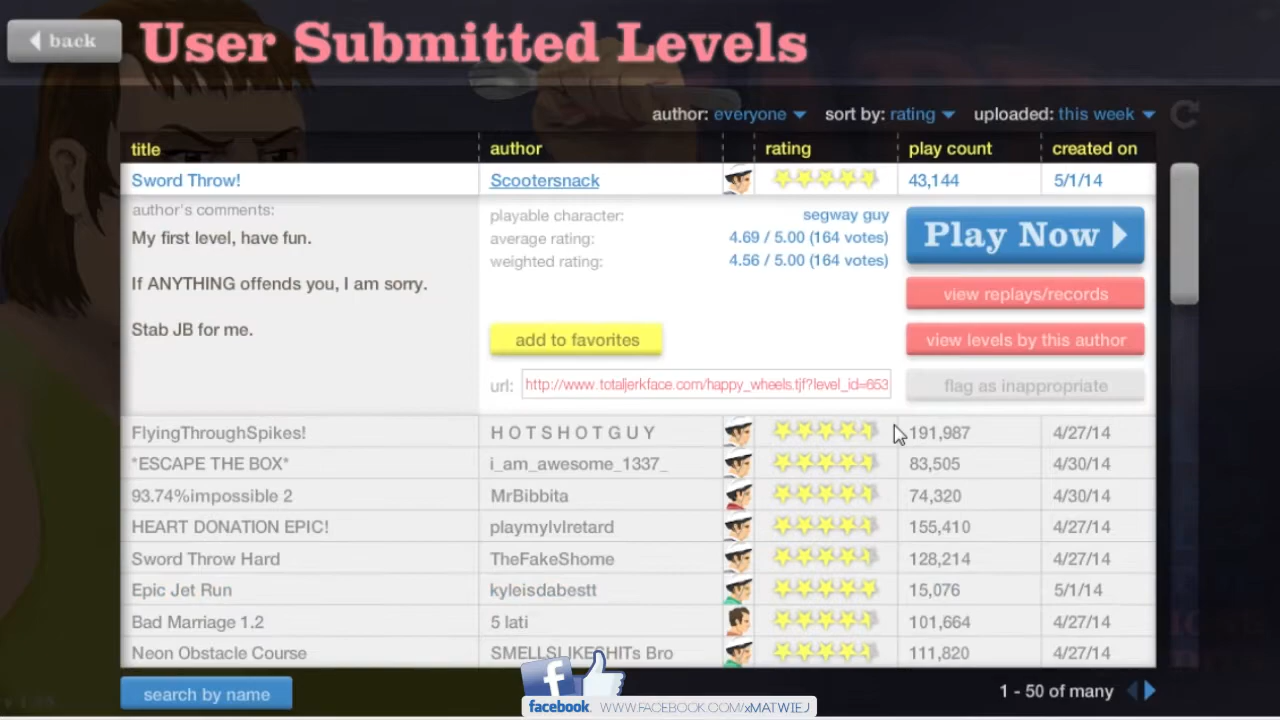 back
User Submitted Levels
author: everyone sort by: rating uploaded: this week
title author rating play count created on
Sword Throw! Scootersnack 43,144 5/1/14
author's comments:
My first level, have fun.
If ANYTHING offends you, I am sorry.
Stab JB for me.
playable character: segway guy
average rating: 4.69 / 5.00 (164 votes)
weighted rating: 4.56 / 5.00 (164 votes)
add to favorites
url: http://www.totaljerkface.com/happy_wheels.tjf?level_id=653
Play Now
view replays/records
view levels by this author
flag as inappropriate
FlyingThroughSpikes! H O T S H O T G U Y 191,987 4/27/14
*ESCAPE THE BOX* i_am_awesome_1337_ 83,505 4/30/14
93.74%impossible 2 MrBibbita 74,320 4/30/14
HEART DONATION EPIC! playmylvlretard 155,410 4/27/14
Sword Throw Hard TheFakeShome 128,214 4/27/14
Epic Jet Run kyleisdabestt 15,076 5/1/14
Bad Marriage 1.2 5 lati 101,664 4/27/14
Neon Obstacle Course SMELLSLIKESHITs Bro 111,820 4/27/14
search by name
1 - 50 of many
facebook. WWW.FACEBOOK.COM/xMATWIEJ